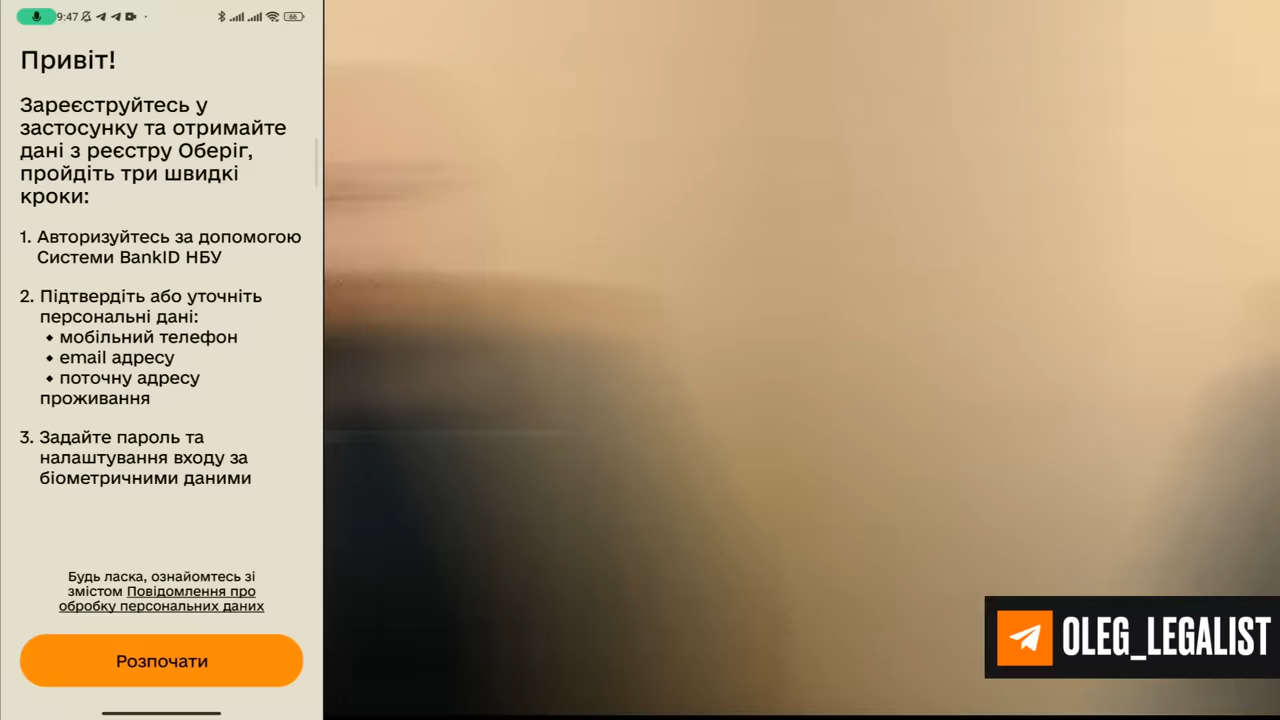 9:47
66
Привіт!
Зареєструйтесь у
застосунку та отримайте
дані з реєстру Оберіг,
пройдіть три швидкі
кроки:
1. Авторизуйтесь за допомогою
Системи BankID НБУ
2. Підтвердіть або уточніть
персональні дані:
⬥ мобільний телефон
⬥ email адресу
⬥ поточну адресу
проживання
3. Задайте пароль та
налаштування входу за
біометричними даними
Будь ласка, ознайомтесь зі
змістом Повідомлення про
обробку персональних даних
Розпочати
OLEG_LEGALIST